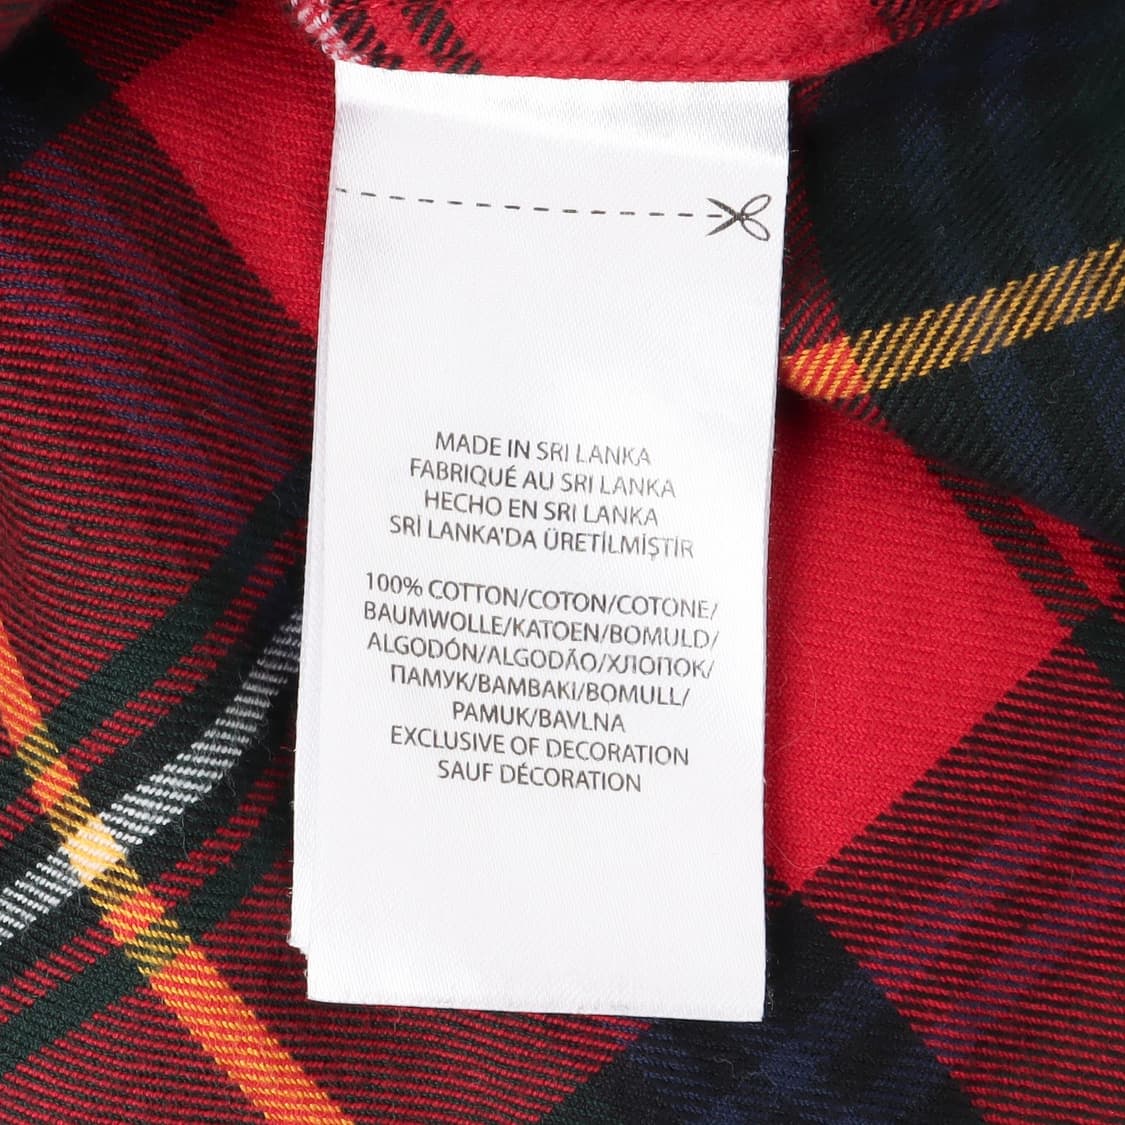 MADE IN SRI LANKA
FABRIQUÉ AU SRI LANKA
HECHO EN SRI LANKA
SRİ LANKA'DA ÜRETİLMİŞTİR
100% COTTON/COTON/COTONE/
BAUMWOLLE/KATOEN/BOMULD/
ALGODÓN/ALGODÃO/ХЛОПОК/
ПАМУК/BAMBAKI/BOMULL/
PAMUK/BAVLNA
EXCLUSIVE OF DECORATION
SAUF DÉCORATION